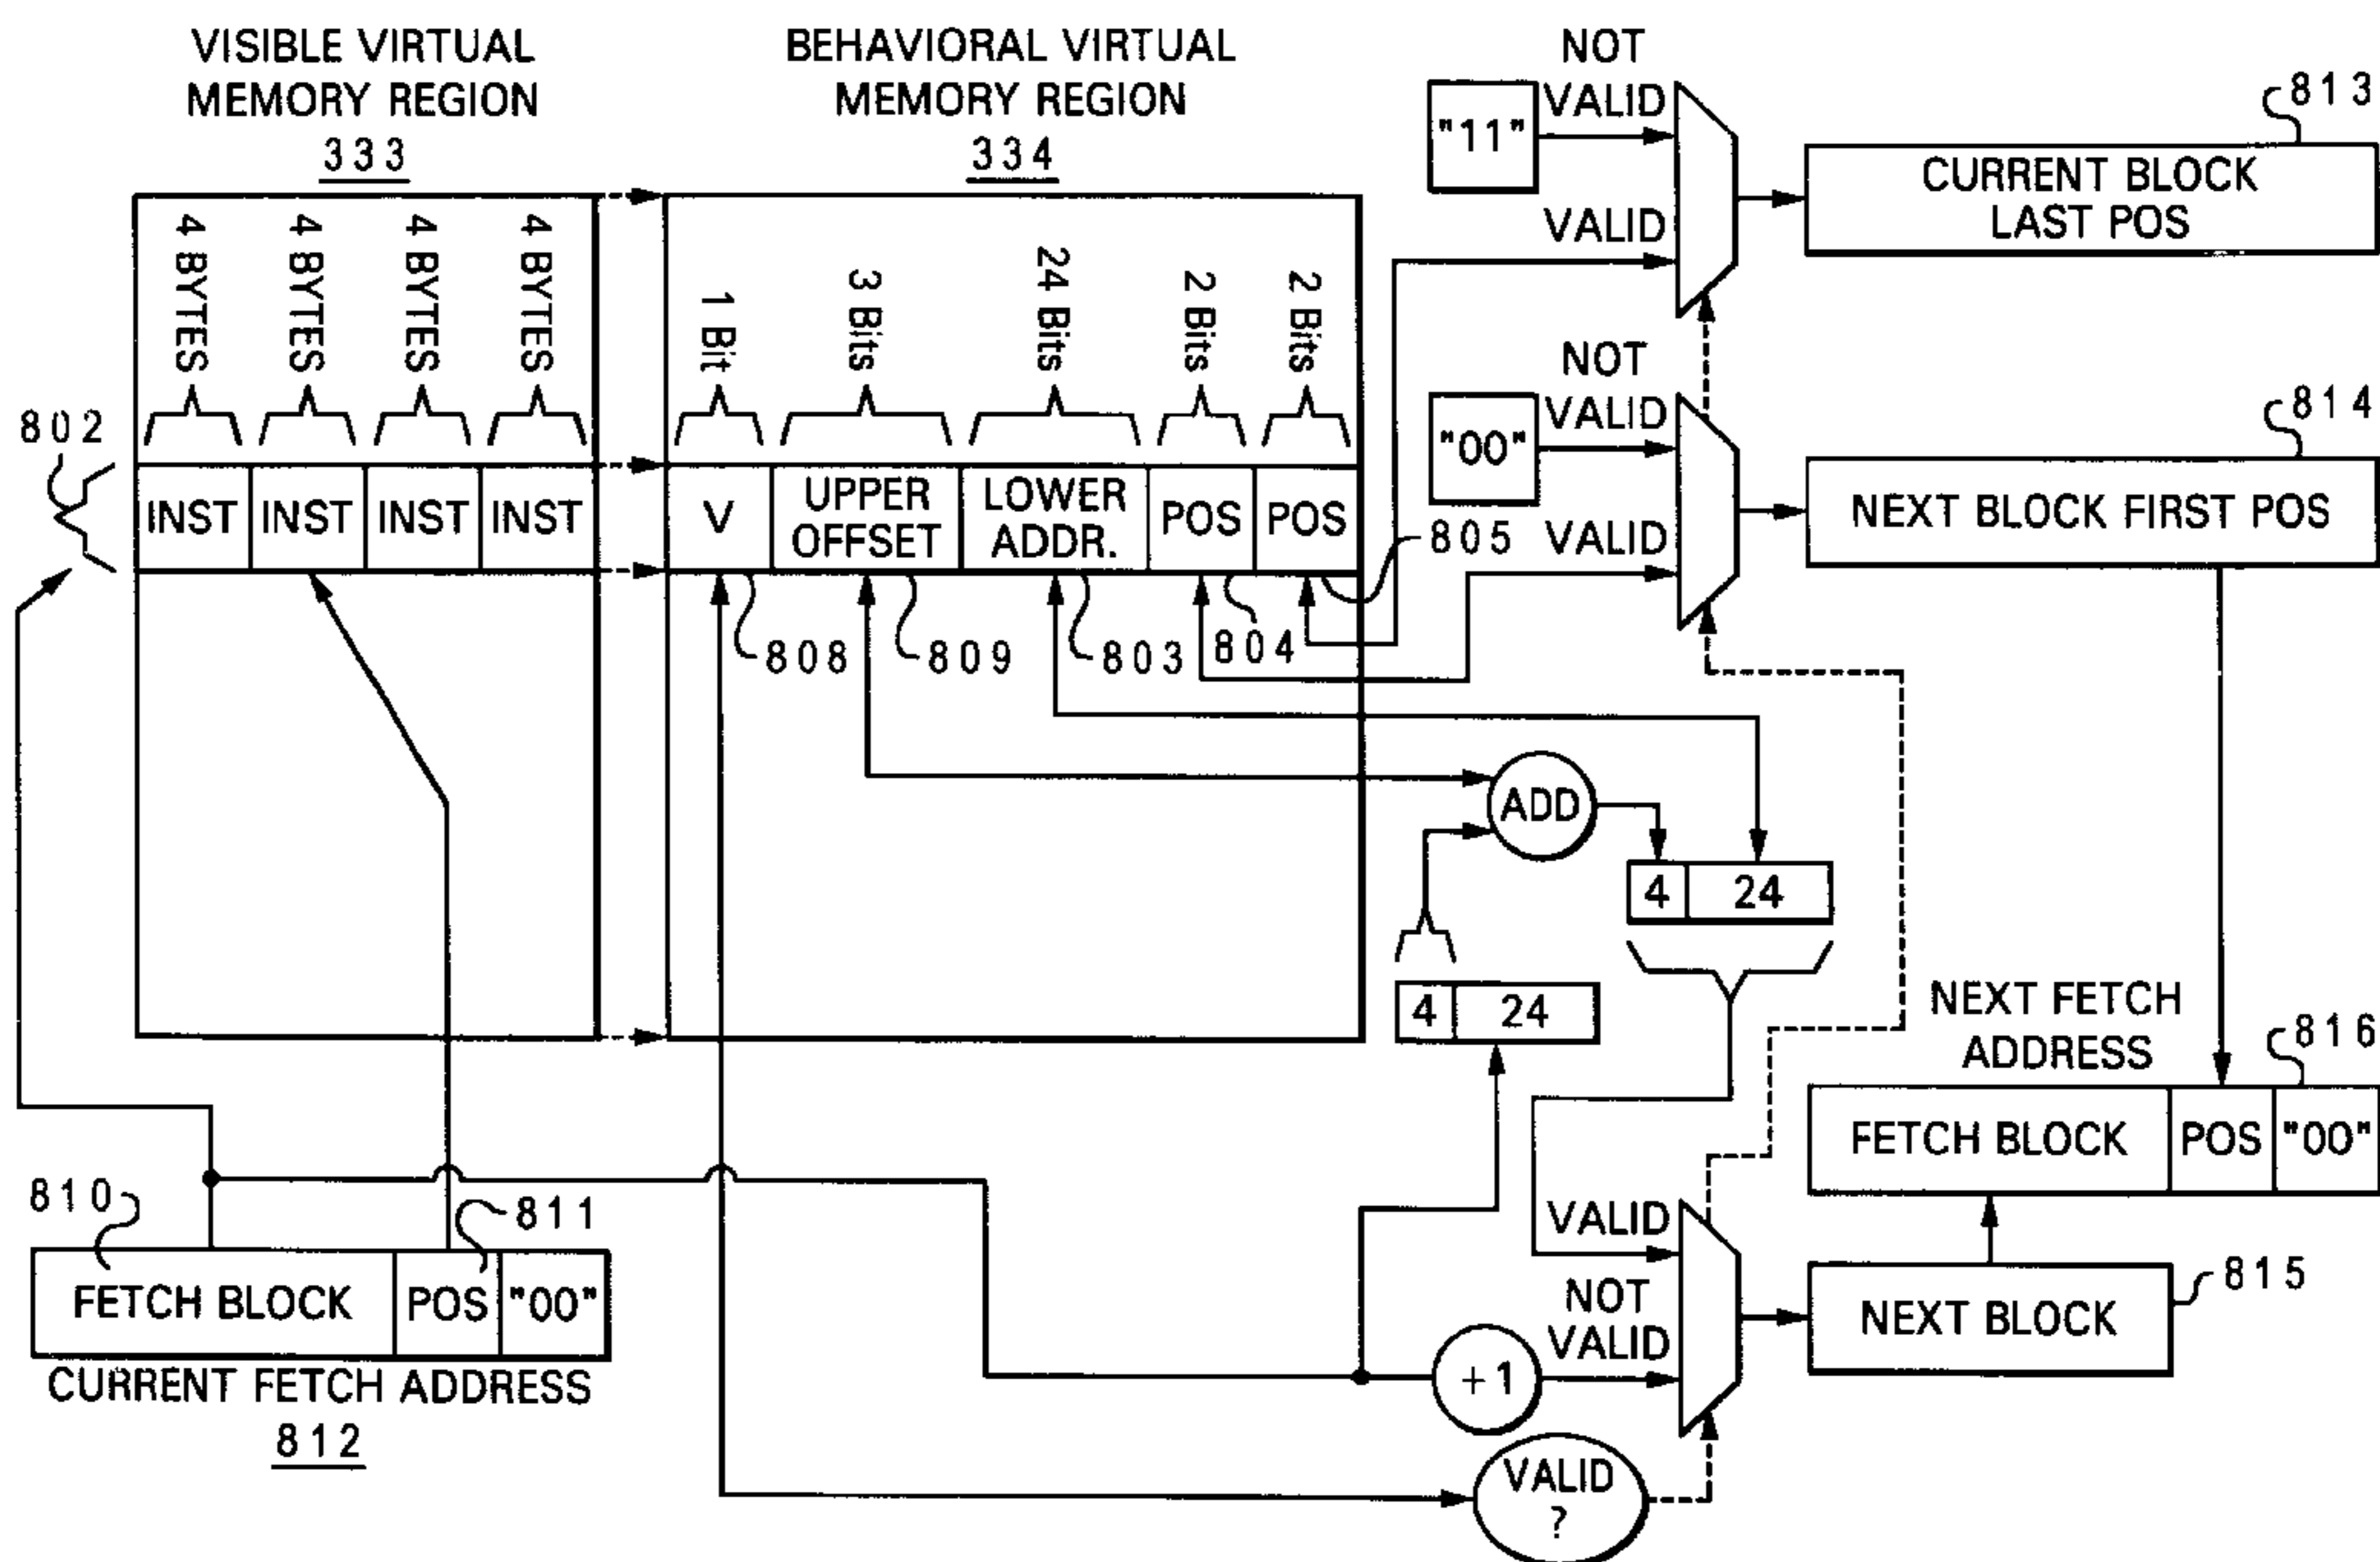 VISIBLE VIRTUAL
MEMORY REGION
333
BEHAVIORAL VIRTUAL
MEMORY REGION
334
4 BYTES
4 BYTES
4 BYTES
4 BYTES
1 Bit
3 Bits
24 Bits
2 Bits
2 Bits
802
INST
INST
INST
INST
V
UPPER
OFFSET
LOWER
ADDR.
POS
POS
805
808
809
803
804
NOT
VALID
"11"
VALID
813
CURRENT BLOCK
LAST POS
NOT
VALID
"00"
VALID
814
NEXT BLOCK FIRST POS
ADD
4
24
4
24
NEXT FETCH
ADDRESS
816
FETCH BLOCK
POS
"00"
810
811
FETCH BLOCK
POS
"00"
CURRENT FETCH ADDRESS
812
VALID
NOT
VALID
+1
NEXT BLOCK
815
VALID
?